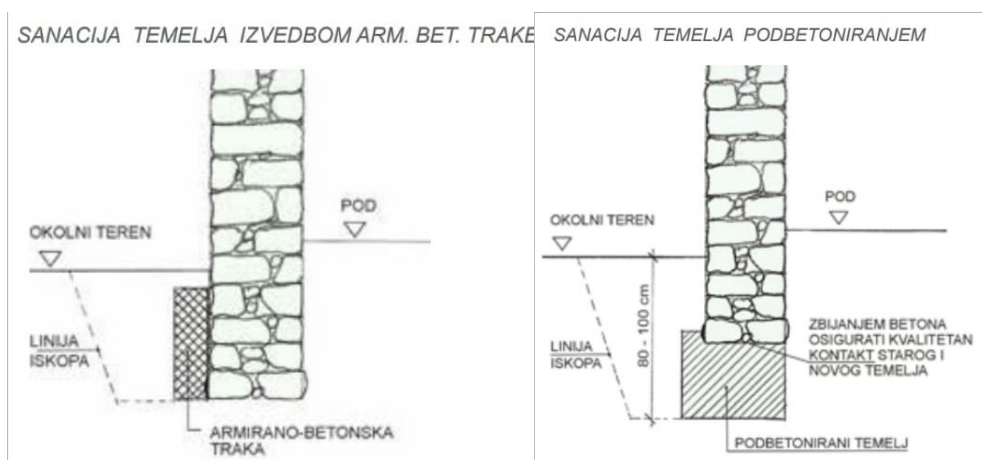 SANACIJA TEMELJA IZVEDBOM ARM. BET. TRAKE
POD
OKOLNI TEREN
LINIJA
ISKOPA
ARMIRANO-BETONSKA
TRAKA
SANACIJA TEMELJA PODBETONIRANJEM
POD
OKOLNI TEREN
80 - 100 cm
LINIJA
ISKOPA
ZBIJANJEM BETONA
OSIGURATI KVALITETAN
KONTAKT STAROG I
NOVOG TEMELJA
PODBETONIRANI TEMELJ